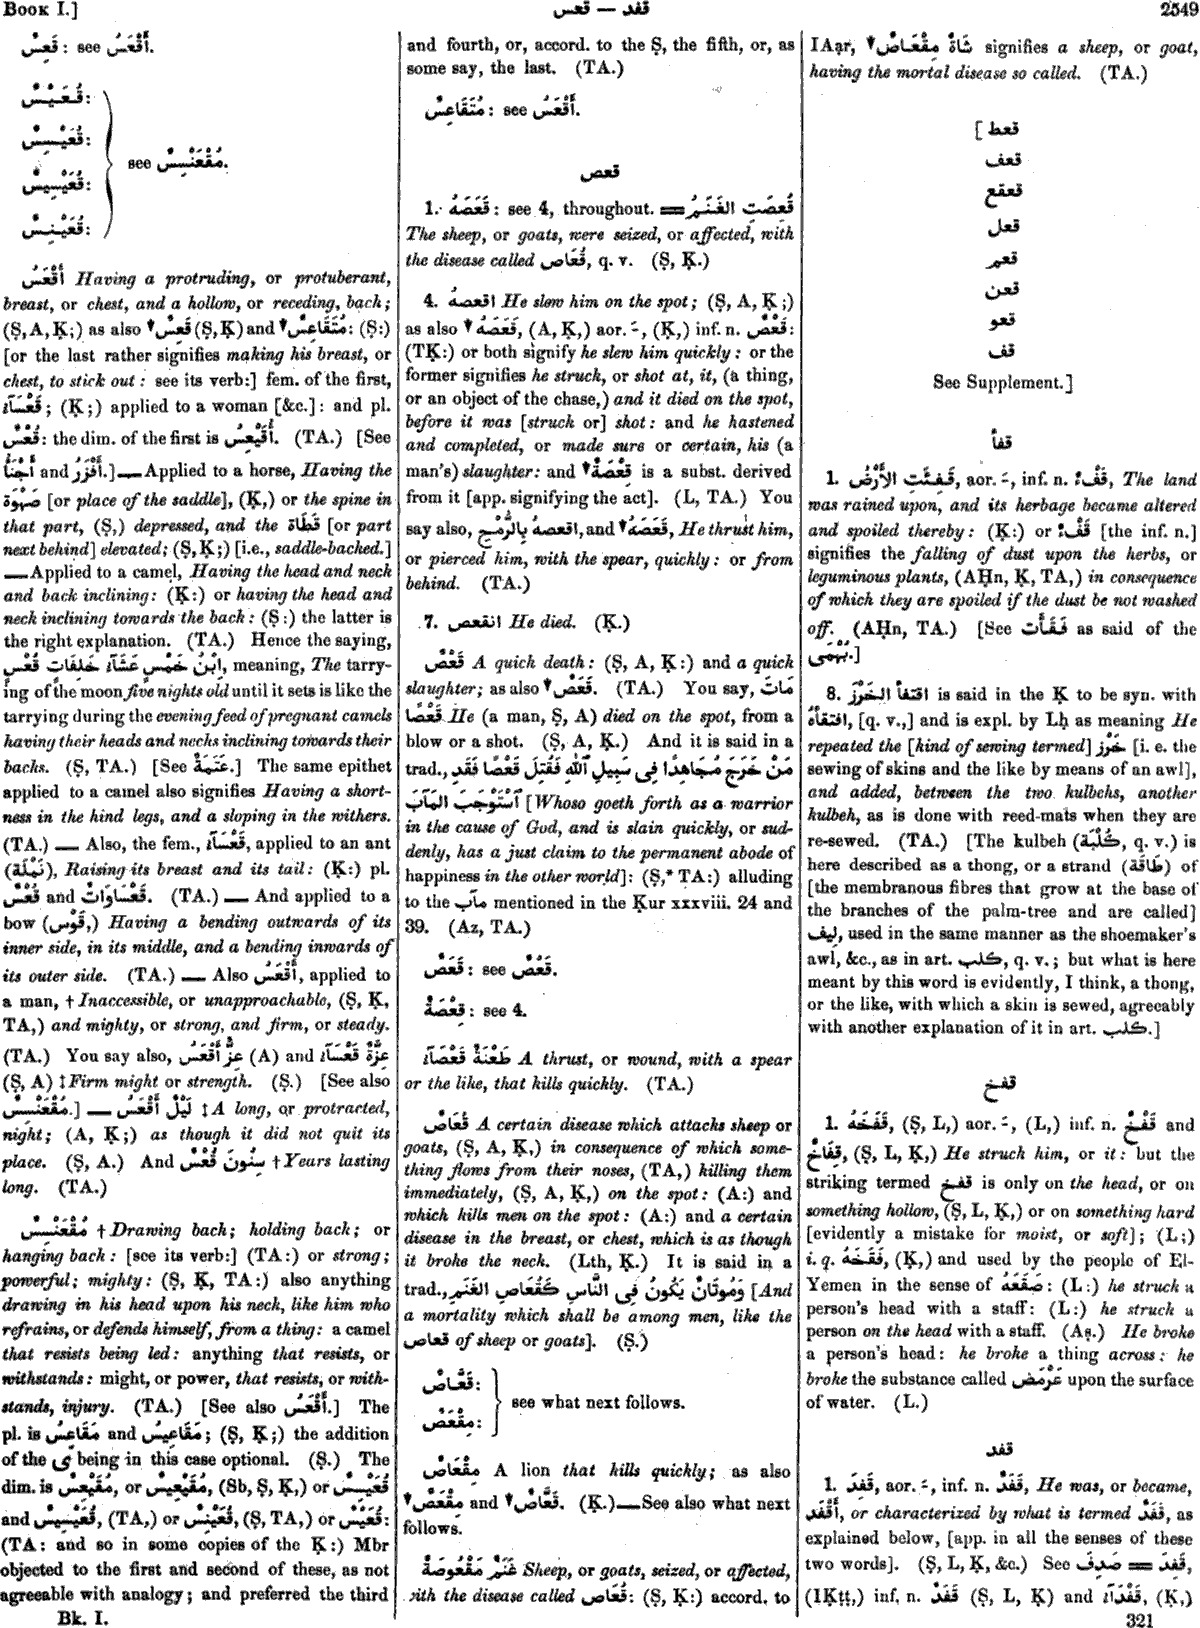 BOOK I.]
قفد — قعس
2549
قَعِسٌ : see أَقْعَسُ.
قُعَيْسٌ:
قُعَيْسِسٌ:
قُعَيْسِيسٌ:
قُعَيْنِسٌ:
see مُقْعَنْسِسٌ.
أَقْعَسُ Having a protruding, or protuberant,
breast, or chest, and a hollow, or receding, back;
(Ṣ, A, Ḳ;) as also ▼ قَعِسٌ (Ṣ, Ḳ) and ▼ مُتَقَاعِسٌ: (Ṣ:)
[or the last rather signifies making his breast, or
chest, to stick out : see its verb:] fem. of the first,
قَعْسَآءُ; (Ḳ;) applied to a woman [&c.]: and pl.
قُعْسٌ: the dim. of the first is أُقَيْعِسُ. (TA.) [See
أَجْنَأُ and أَفْزَرُ.] — Applied to a horse, Having the
صَهْوَة [or place of the saddle], (Ḳ,) or the spine in
that part, (Ṣ,) depressed, and the قَطَاة [or part
next behind] elevated; (Ṣ, Ḳ;) [i.e., saddle-backed.]
— Applied to a camel, Having the head and neck
and back inclining: (Ḳ:) or having the head and
neck inclining towards the back : (Ṣ:) the latter is
the right explanation. (TA.) Hence the saying,
اِبْنُ خَمْسٍ عَشَآءُ خَلِفَاتٍ قُعْسٍ, meaning, The tarry-
ing of the moon five nights old until it sets is like the
tarrying during the evening feed of pregnant camels
having their heads and necks inclining towards their
backs. (Ṣ, TA.) [See عَتَمَةٌ.] The same epithet
applied to a camel also signifies Having a short-
ness in the hind legs, and a sloping in the withers.
(TA.) — Also, the fem., قَعْسَآءُ, applied to an ant
(نَمْلَة), Raising its breast and its tail: (Ḳ:) pl.
قُعْسٌ and قَعْسَاوَاتٌ. (TA.) — And applied to a
bow (قَوْس,) Having a bending outwards of its
inner side, in its middle, and a bending inwards of
its outer side. (TA.) — Also أَقْعَسُ, applied to
a man, † Inaccessible, or unapproachable, (Ṣ, Ḳ,
TA,) and mighty, or strong, and firm, or steady.
(TA.) You say also, عِزٌّ أَقْعَسُ (A) and عِزَّةٌ قَعْسَآءُ
(Ṣ, A) ‡ Firm might or strength. (Ṣ.) [See also
مُقْعَنْسِسٌ.] — لَيْلٌ أَقْعَسُ ‡ A long, or protracted,
night; (A, Ḳ;) as though it did not quit its
place. (Ṣ, A.) And سِنُونَ قُعْسٌ † Years lasting
long. (TA.)
مُقْعَنْسِسٌ † Drawing back; holding back; or
hanging back : [see its verb:] (TA:) or strong;
powerful; mighty: (Ṣ, Ḳ, TA:) also anything
drawing in his head upon his neck, like him who
refrains, or defends himself, from a thing: a camel
that resists being led: anything that resists, or
withstands: might, or power, that resists, or with-
stands, injury. (TA.) [See also أَقْعَسُ.] The
pl. is مَقَاعِسُ and مَقَاعِيسُ; (Ṣ, Ḳ;) the addition
of the ى being in this case optional. (Ṣ.) The
dim. is مُقَيْعِسٌ, or مُقَيْعِيسٌ, (Sb, Ṣ, Ḳ,) or قُعَيْسِسٌ
and قُعَيْسِيسٌ, (TA,) or قُعَيْنِسٌ, (Ṣ, TA,) or قُعَيْسٌ:
(TA: and so in some copies of the Ḳ:) Mbr
objected to the first and second of these, as not
agreeable with analogy; and preferred the third
Bk. I.
and fourth, or, accord. to the Ṣ, the fifth, or, as
some say, the last. (TA.)
مُتَقَاعِسٌ : see أَقْعَسُ.
قعص
1. قَعَصَهُ : see 4, throughout. = قُعِصَتِ الغَنَمُ
The sheep, or goats, were seized, or affected, with
the disease called قُعَاص, q. v. (Ṣ, Ḳ.)
4. اقعصهُ He slew him on the spot; (Ṣ, A, Ḳ;)
as also ▼ قَعَصَهُ, (A, Ḳ,) aor. ـَ, (Ḳ,) inf. n. قَعْصٌ:
(TḲ:) or both signify he slew him quickly : or the
former signifies he struck, or shot at, it, (a thing,
or an object of the chase,) and it died on the spot,
before it was [struck or] shot: and he hastened
and completed, or made sure or certain, his (a
man's) slaughter: and ▼ قِعْصَةٌ is a subst. derived
from it [app. signifying the act]. (L, TA.) You
say also, اقعصهُ بِالرُّمْحِ, and ▼ قَعَصَهُ, He thrust him,
or pierced him, with the spear, quickly : or from
behind. (TA.)
7. انقعص He died. (Ḳ.)
قَعْصٌ A quick death: (Ṣ, A, Ḳ:) and a quick
slaughter; as also ▼ قَعَصٌ. (TA.) You say, مَاتَ
قَعْصًا He (a man, Ṣ, A) died on the spot, from a
blow or a shot. (Ṣ, A, Ḳ.) And it is said in a
trad., مَنْ خَرَجَ مُجَاهِدًا فِى سَبِيلِ ٱللّٰهِ فَقُتِلَ قَعْصًا فَقَدِ
ٱسْتَوْجَبَ المَآبَ [Whoso goeth forth as a warrior
in the cause of God, and is slain quickly, or sud-
denly, has a just claim to the permanent abode of
happiness in the other world]: (Ṣ,* TA:) alluding
to the مَآب mentioned in the Ḳur xxxviii. 24 and
39. (Az, TA.)
قَعَصٌ : see قَعْصٌ.
قِعْصَةٌ : see 4.
طَعْنَةٌ قَعْصَآءُ A thrust, or wound, with a spear
or the like, that kills quickly. (TA.)
قُعَاصٌ A certain disease which attacks sheep or
goats, (Ṣ, A, Ḳ,) in consequence of which some-
thing flows from their noses, (TA,) killing them
immediately, (Ṣ, A, Ḳ,) on the spot: (A:) and
which kills men on the spot: (A:) and a certain
disease in the breast, or chest, which is as though
it broke the neck. (Lth, Ḳ.) It is said in a
trad., وَمُوتَانٌ يَكُونُ فِى النَّاسِ كَقُعَاصِ الغَنَمِ [And
a mortality which shall be among men, like the
قعاص of sheep or goats]. (Ṣ.)
قَعَّاصٌ:
مِقْعَصٌ:
see what next follows.
مِقْعَاصٌ A lion that kills quickly; as also
▼ مِقْعَصٌ and ▼ قَعَّاصٌ. (Ḳ.) — See also what next
follows.
غَنَمٌ مَقْعُوصَةٌ Sheep, or goats, seized, or affected,
with the disease called قُعَاص: (Ṣ, Ḳ:) accord. to
IAạr, ▼ شَاةٌ مِقْعَاصٌ signifies a sheep, or goat,
having the mortal disease so called. (TA.)
[ قعط
قعف
قعقع
قعل
قعم
قعن
قعو
قف
See Supplement.]
قفأ
1. قَفِئَتِ الأَرْضُ, aor. ـَ, inf. n. قَفْءٌ, The land
was rained upon, and its herbage became altered
and spoiled thereby : (Ḳ:) or قَفْءٌ [the inf. n.]
signifies the falling of dust upon the herbs, or
leguminous plants, (AḤn, Ḳ, TA,) in consequence
of which they are spoiled if the dust be not washed
off. (AḤn, TA.) [See فَقَأَتْ as said of the
بُهْمَى.]
8. اقتفأ الخَرْزَ is said in the Ḳ to be syn. with
افتقأهُ, [q. v.,] and is expl. by Lḥ as meaning He
repeated the [kind of sewing termed] خَرْز [i. e. the
sewing of skins and the like by means of an awl],
and added, between the two kulbehs, another
kulbeh, as is done with reed-mats when they are
re-sewed. (TA.) [The kulbeh (كُلْبَة, q. v.) is
here described as a thong, or a strand (طَاقَة) of
[the membranous fibres that grow at the base of
the branches of the palm-tree and are called]
لِيف, used in the same manner as the shoemaker's
awl, &c., as in art. كلب, q. v.; but what is here
meant by this word is evidently, I think, a thong,
or the like, with which a skin is sewed, agreeably
with another explanation of it in art. كلب.]
قفخ
1. قَفَخَهُ, (Ṣ, L,) aor. ـَ, (L,) inf. n. قَفْخٌ and
قِفَاخٌ, (Ṣ, L, Ḳ,) He struck him, or it: but the
striking termed قفخ is only on the head, or on
something hollow, (Ṣ, L, Ḳ,) or on something hard
[evidently a mistake for moist, or soft]; (L;)
i. q. قَفَخَهُ, (Ḳ,) and used by the people of El-
Yemen in the sense of صَقَعَهُ: (L:) he struck a
person's head with a staff: (L:) he struck a
person on the head with a staff. (Aṣ.) He broke
a person's head: he broke a thing across: he
broke the substance called عَرْمَض upon the surface
of water. (L.)
قفد
1. قَفِدَ, aor. ـَ, inf. n. قَفَدٌ, He was, or became,
أَقْفَد, or characterized by what is termed قَفَدٌ, as
explained below, [app. in all the senses of these
two words]. (Ṣ, L, Ḳ, &c.) See صَدِفَ = قَفَدَ,
(IḲṭṭ,) inf. n. قَفْدٌ (Ṣ, L, Ḳ) and قَفْدَآءُ, (Ḳ,)
321